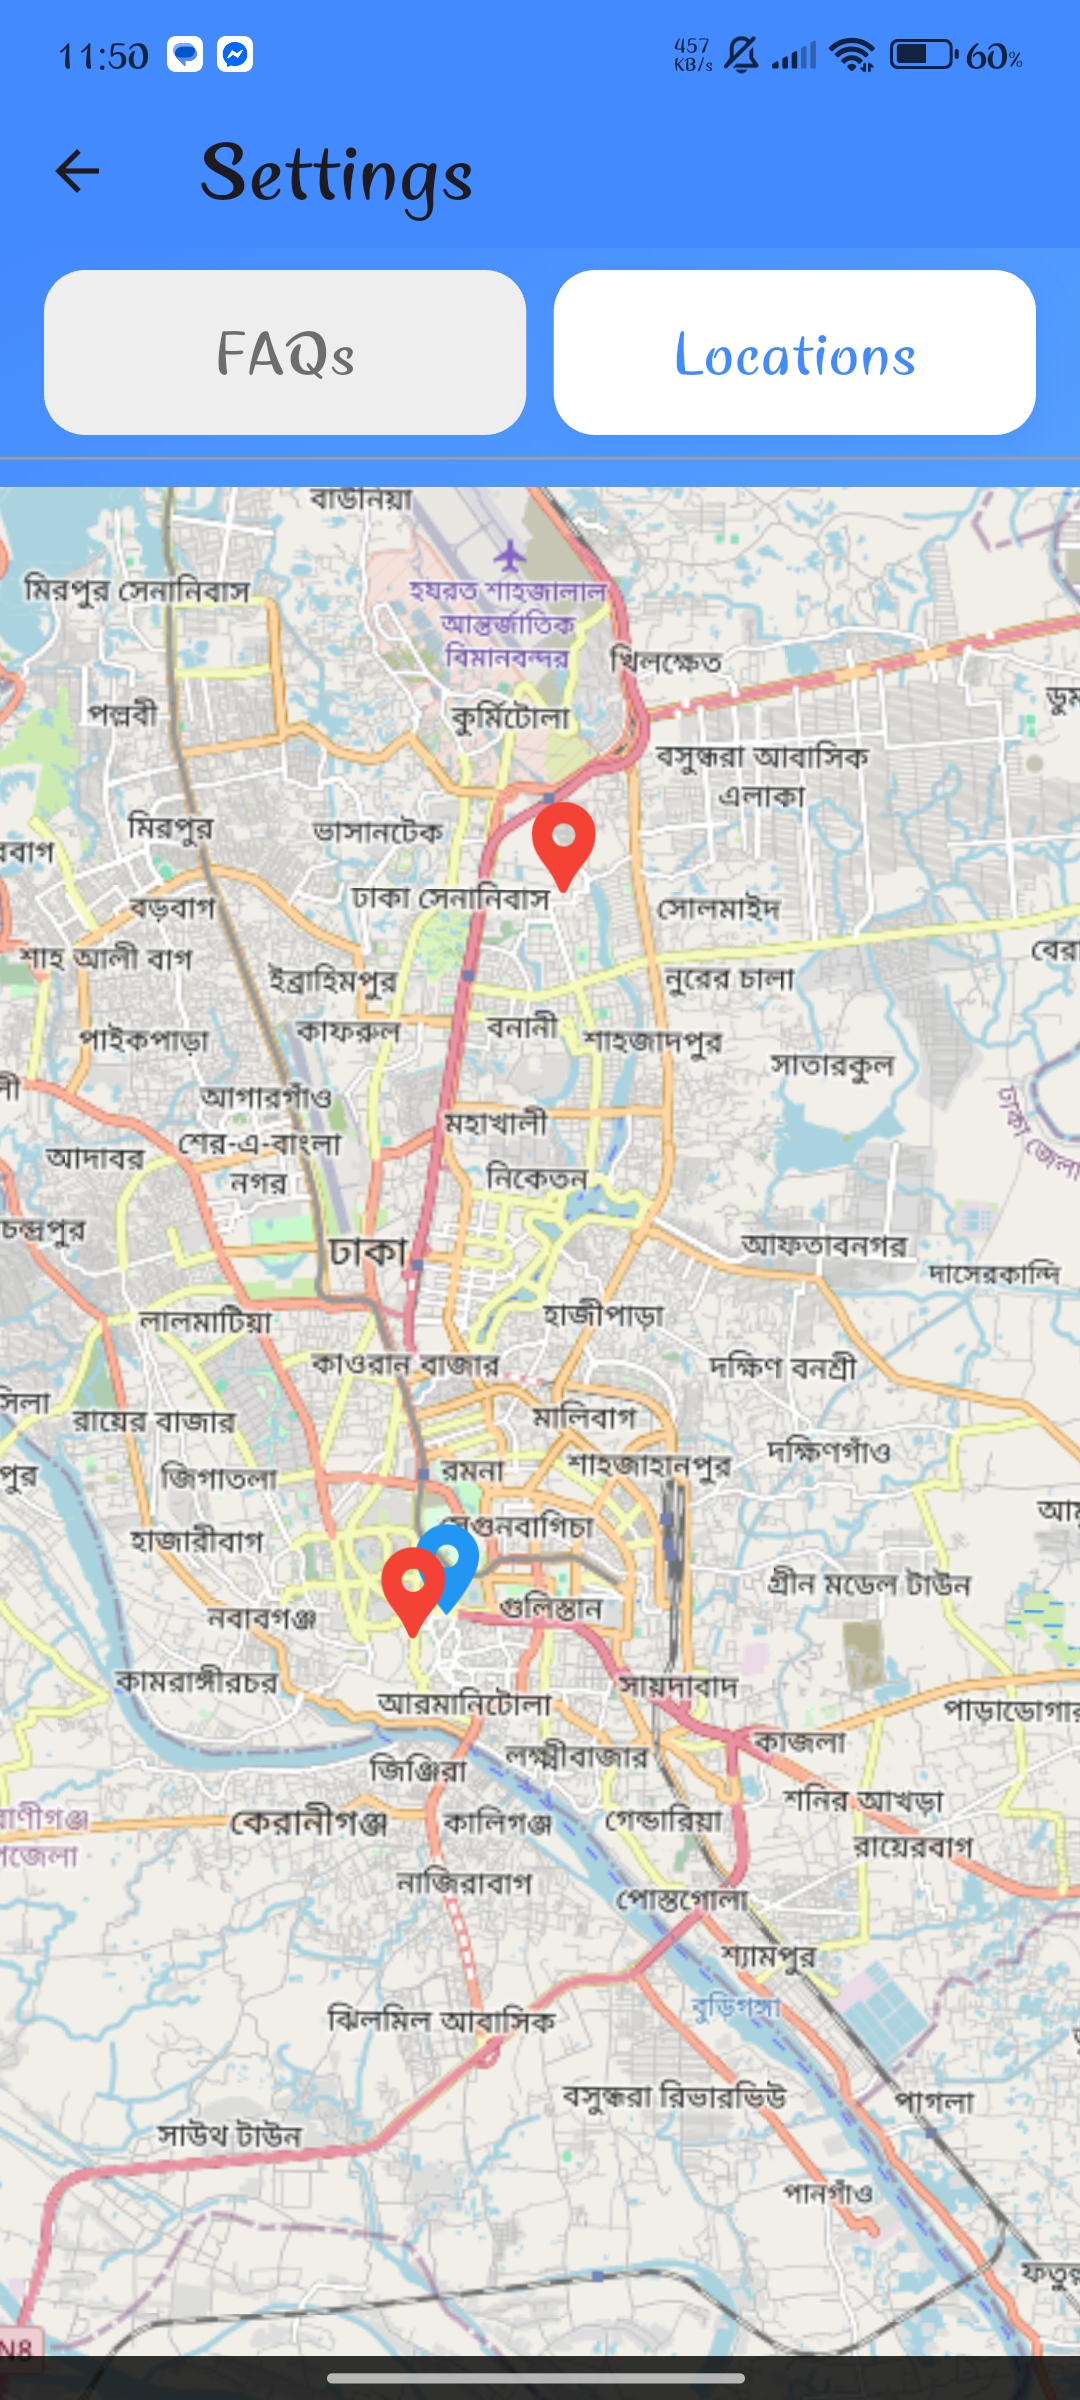 11:50
457
KB/s
60%
Settings
FAQs
Locations
বাউনিয়া
মিরপুর সেনানিবাস
হযরত শাহজালাল
আন্তর্জাতিক
বিমানবন্দর
খিলক্ষেত
পল্লবী
কুর্মিটোলা
বসুন্ধরা আবাসিক
এলাকা
মিরপুর
ভাসানটেক
ঢাকা সেনানিবাস
বড়বাগ
সোলমাইদ
শাহ আলী বাগ
ইব্রাহিমপুর
নুরের চালা
পাইকপাড়া
কাফরুল
বনানী
শাহজাদপুর
সাতারকুল
আগারগাঁও
মহাখালী
ঢাকা জেলা
আদাবর
শের-এ-বাংলা
নগর
নিকেতন
চন্দ্রপুর
ঢাকা
আফতাবনগর
দাসেরকান্দি
লালমাটিয়া
হাজীপাড়া
কাওরান বাজার
দক্ষিণ বনশ্রী
রায়ের বাজার
মালিবাগ
দক্ষিণগাঁও
জিগাতলা
রমনা
শাহজাহানপুর
হাজারীবাগ
সেগুনবাগিচা
গ্রীন মডেল টাউন
নবাবগঞ্জ
গুলিস্তান
কামরাঙ্গীরচর
আরমানিটোলা
সায়দাবাদ
পাড়াডোগার
কাজলা
জিঞ্জিরা
লক্ষ্মীবাজার
শনির আখড়া
কেরানীগঞ্জ
কালিগঞ্জ
গেন্ডারিয়া
রায়েরবাগ
নাজিরাবাগ
পোস্তগোলা
শ্যামপুর
বুড়িগঙ্গা
ঝিলমিল আবাসিক
বসুন্ধরা রিভারভিউ
পাগলা
সাউথ টাউন
পানগাঁও
N8